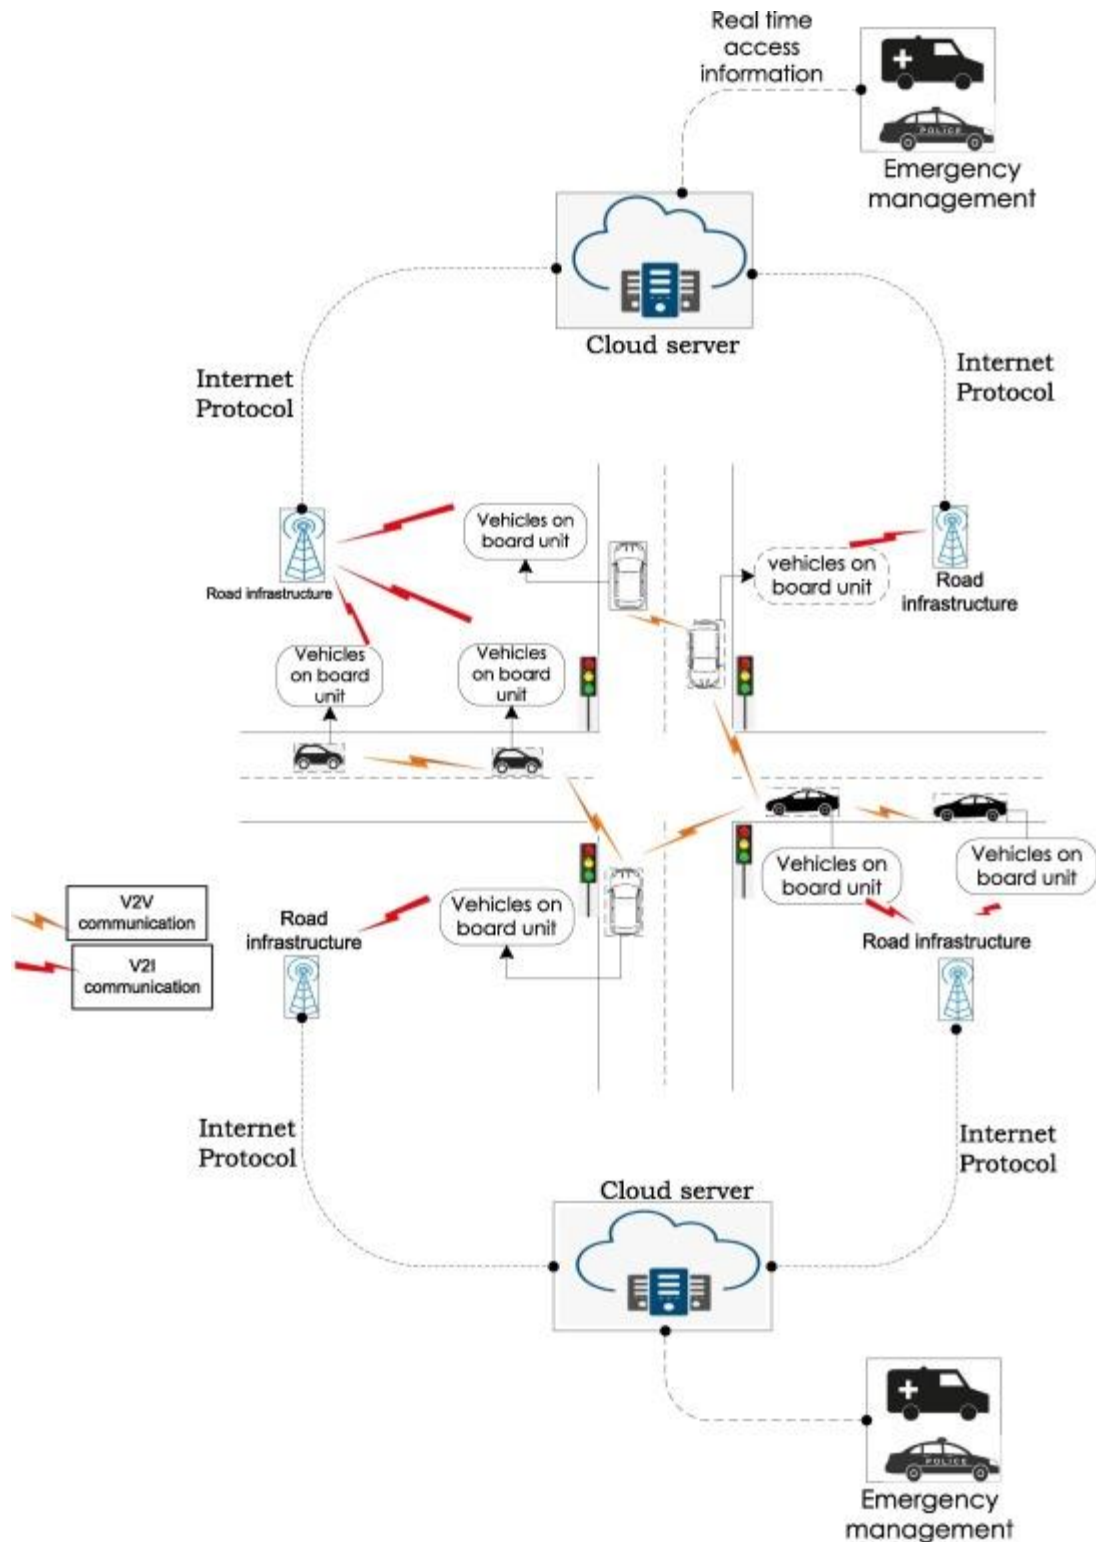 Real time
access
information
POLICE
Emergency
management
Cloud server
Internet
Protocol
Internet
Protocol
Vehicles on
board unit
vehicles on
board unit
Road infrastructure
Road
infrastructure
Vehicles
on board
unit
Vehicles
on board
unit
Vehicles on
board unit
Vehicles on
board unit
V2V
communication
V2I
communication
Road
infrastructure
Vehicles on
board unit
Road infrastructure
Internet
Protocol
Internet
Protocol
Cloud server
POLICE
Emergency
management